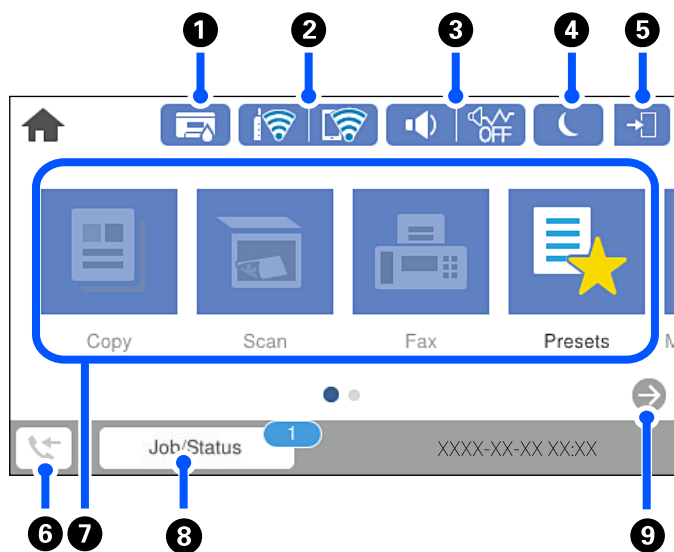 1 2 3 4 5
OFF
Copy Scan Fax Presets M
1
Job/Status XXXX-XX-XX XX:XX
6 7 8 9